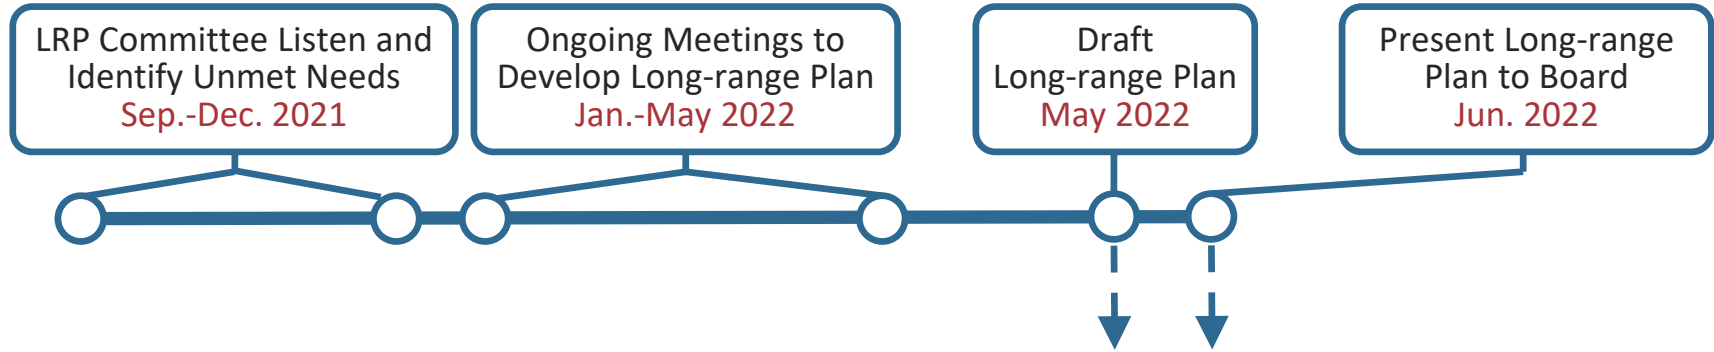 LRP Committee Listen and
Identify Unmet Needs
Sep.-Dec. 2021
Ongoing Meetings to
Develop Long-range Plan
Jan.-May 2022
Draft
Long-range Plan
May 2022
Present Long-range
Plan to Board
Jun. 2022